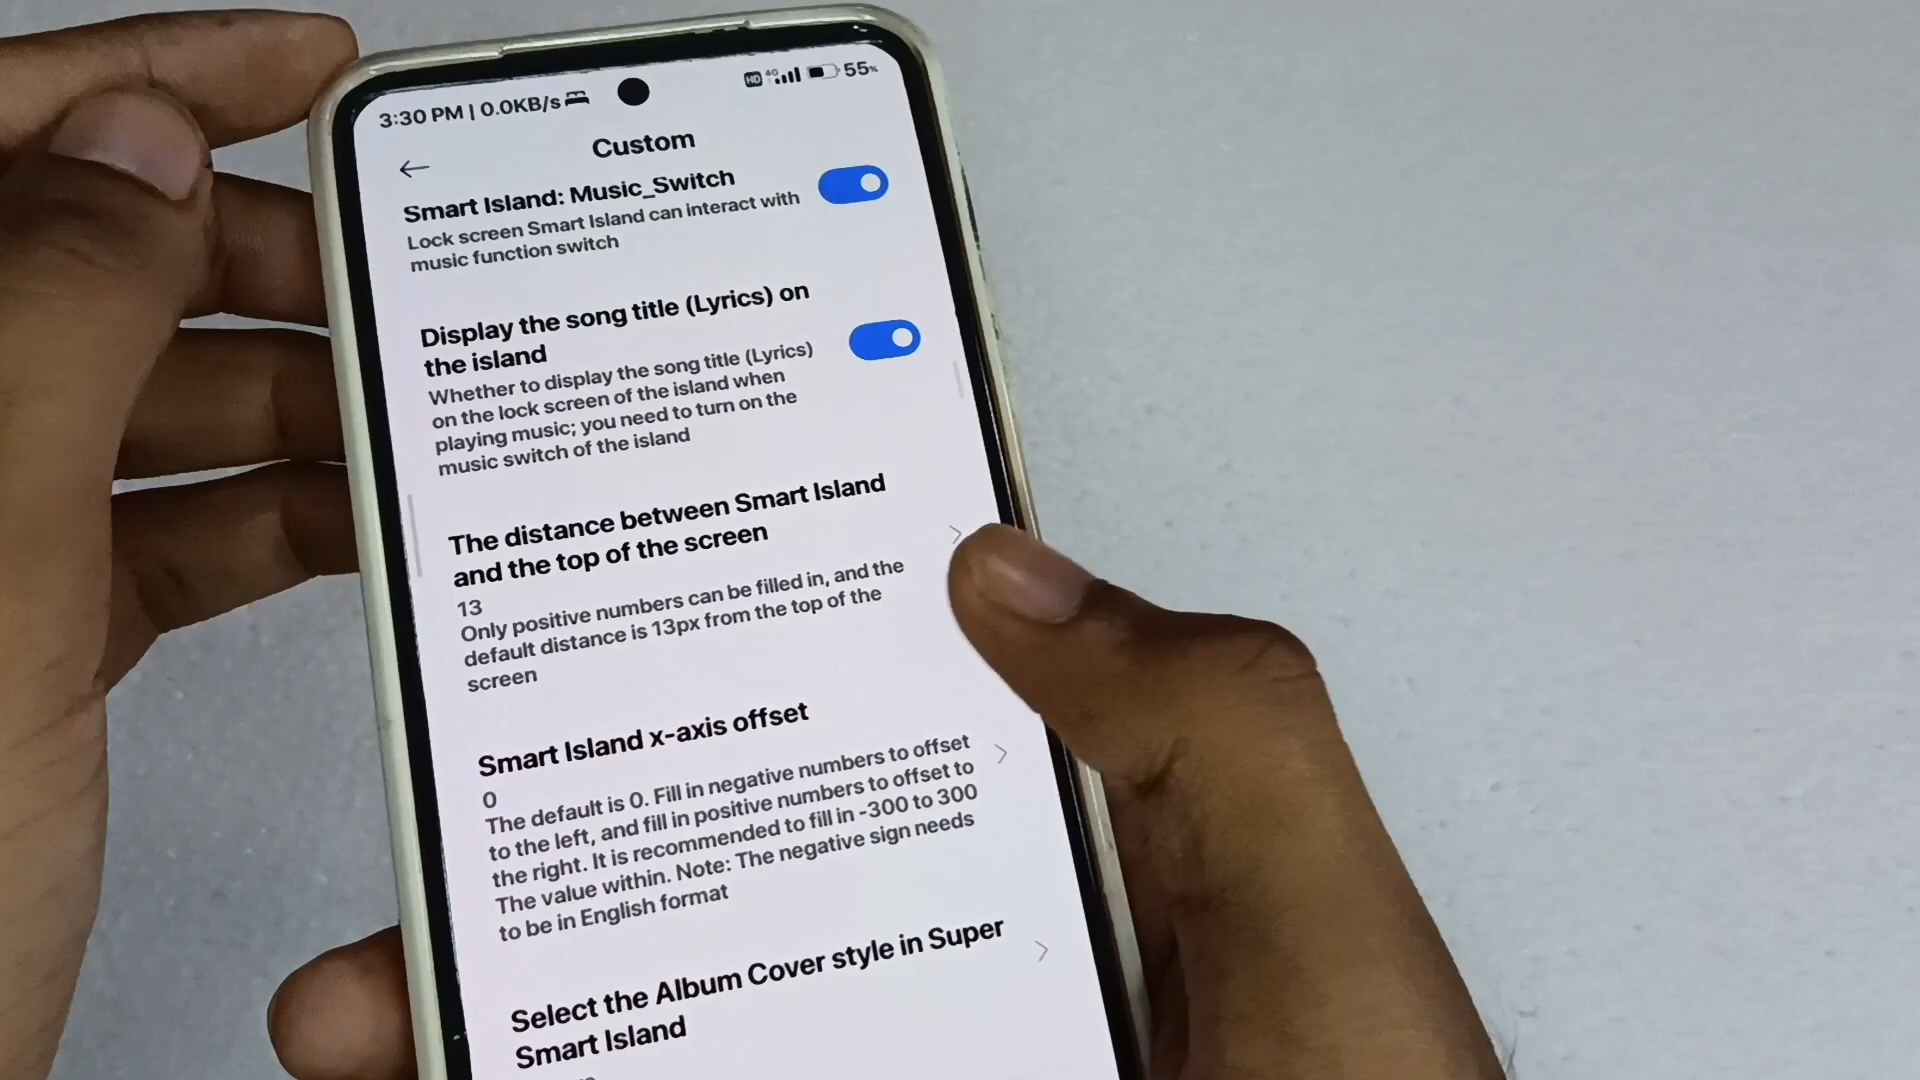 3:30 PM | 0.0KB/s HD 4G 55%
Custom
Smart Island: Music_Switch
Lock screen Smart Island can interact with
music function switch
Display the song title (Lyrics) on
the island
Whether to display the song title (Lyrics)
on the lock screen of the island when
playing music; you need to turn on the
music switch of the island
The distance between Smart Island
and the top of the screen
13
Only positive numbers can be filled in, and the
default distance is 13px from the top of the
screen
Smart Island x-axis offset
0
The default is 0. Fill in negative numbers to offset
to the left, and fill in positive numbers to offset to
the right. It is recommended to fill in -300 to 300
The value within. Note: The negative sign needs
to be in English format
Select the Album Cover style in Super
Smart Island